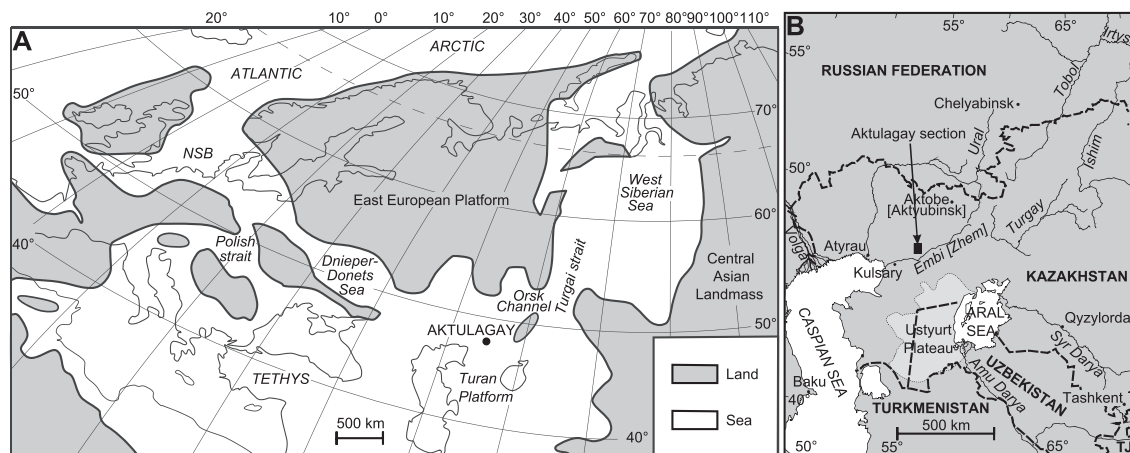 A
20°
10°
0°
10°
20°
30°
40°
50°
60°
70°
80°
90°
100°
110°
ARCTIC
ATLANTIC
50°
70°
NSB
West
Siberian
Sea
East European Platform
60°
40°
Polish
strait
Dnieper-
Donets
Sea
Turgai strait
Orsk
Channel
Central
Asian
Landmass
AKTULAGAY
50°
TETHYS
Turan
Platform
Land
Sea
500 km
40°
B
55°
65°
55°
Irtysh
RUSSIAN FEDERATION
Tobol
Chelyabinsk
Aktulagay section
Ural
Ishim
50°
Aktobe
[Aktyubinsk]
Turgay
Volga
Atyrau
Embi [Zhem]
Kulsary
KAZAKHSTAN
CASPIAN SEA
ARAL
SEA
Qyzylorda
Ustyurt
Plateau
Syr Darya
UZBEKISTAN
Amu Darya
Baku
40°
Tashkent
TURKMENISTAN
500 km
50°
55°
65°
TJ